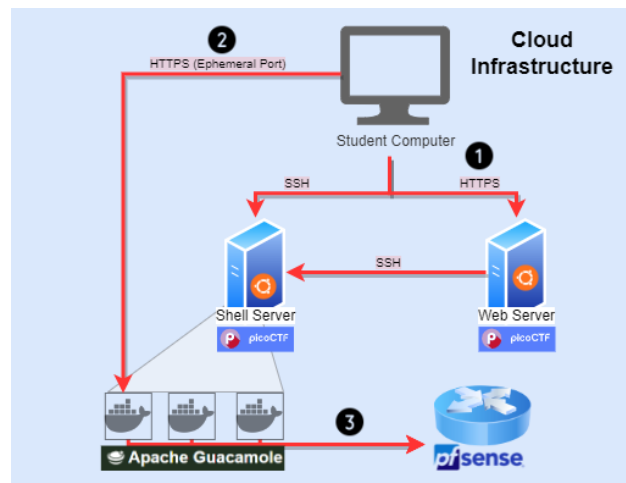 2
Cloud
Infrastructure
HTTPS (Ephemeral Port)
Student Computer
1
SSH
HTTPS
SSH
Shell Server
Web Server
picoCTF
picoCTF
3
Apache Guacamole
pfsense